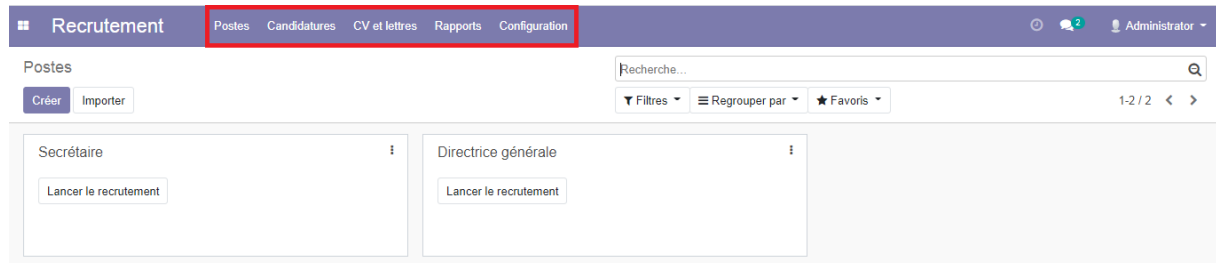 Recrutement Postes Candidatures CV et lettres Rapports Configuration 2 Administrator
Postes Recherche...
Créer Importer Filtres Regrouper par Favoris 1-2 / 2
Secrétaire Directrice générale
Lancer le recrutement Lancer le recrutement